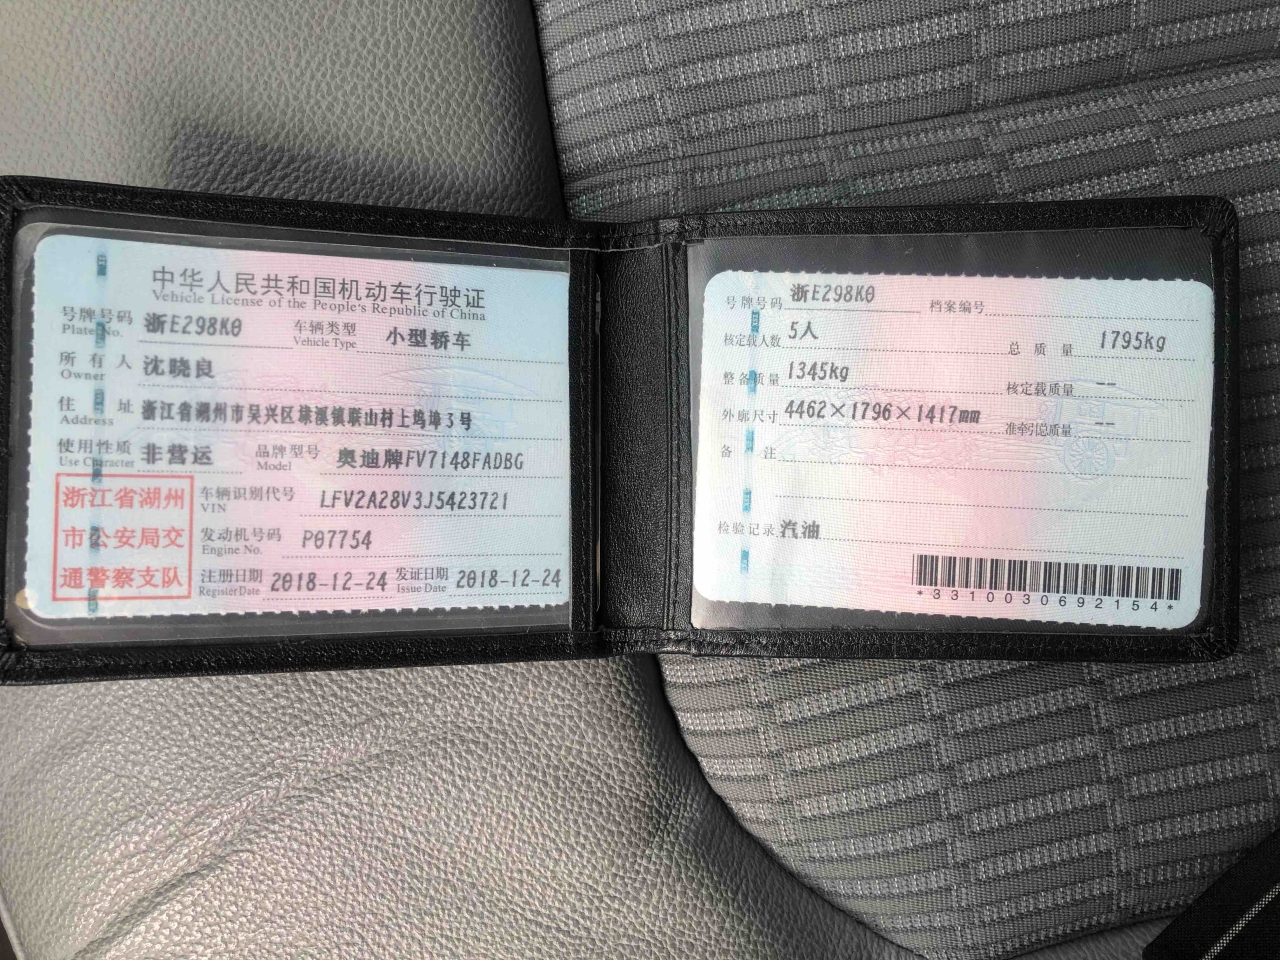 中华人民共和国机动车行驶证
Vehicle License of the People's Republic of China
号牌号码 浙E298K0 车辆类型 小型轿车
Plate No. Vehicle Type
所有人 沈晓良
Owner
住址 浙江省湖州市吴兴区埭溪镇联山村上坞埠3号
Address
使用性质 非营运 品牌型号 奥迪牌FV7148FADBG
Use Character Model
浙江省湖州
市公安局交
通警察支队
车辆识别代号 LFV2A28V3J5423721
VIN
发动机号码 P07754
Engine No.
注册日期 2018-12-24 发证日期 2018-12-24
Register Date Issue Date
号牌号码 浙E298K0 档案编号
核定载人数 5人 总质量 1795kg
整备质量 1345kg 核定载质量 --
外廓尺寸 4462×1796×1417mm 准牵引总质量 --
备注
检验记录 汽油
*3310030692154*